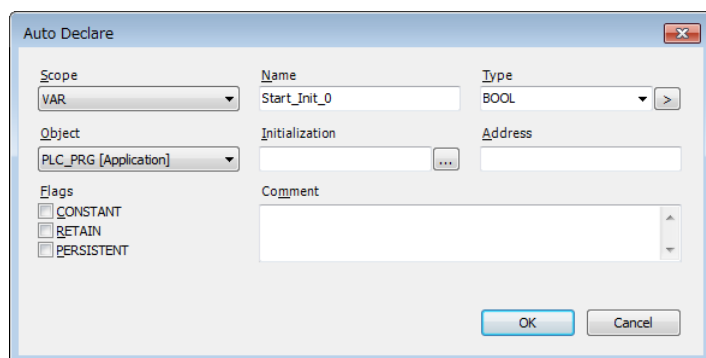 Auto Declare
Scope Name Type
VAR Start_Init_0 BOOL >
Object Initialization Address
PLC_PRG [Application] ...
Flags Comment
CONSTANT
RETAIN
PERSISTENT
OK Cancel